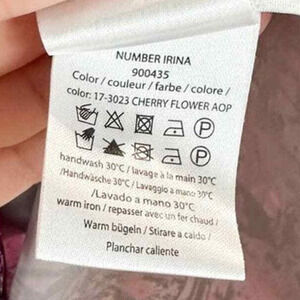 NUMBER IRINA
900435
Color / couleur / farbe / colore /
color: 17-3023 CHERRY FLOWER AOP
handwash 30°C / lavage à la main 30°C
/Handwäsche 30°C / Lavaggio a mano 30°C
/Lavado a mano 30°C
warm iron / repasser avec un fer chaud /
Warm bügeln / Stirare a caldo /
Planchar caliente